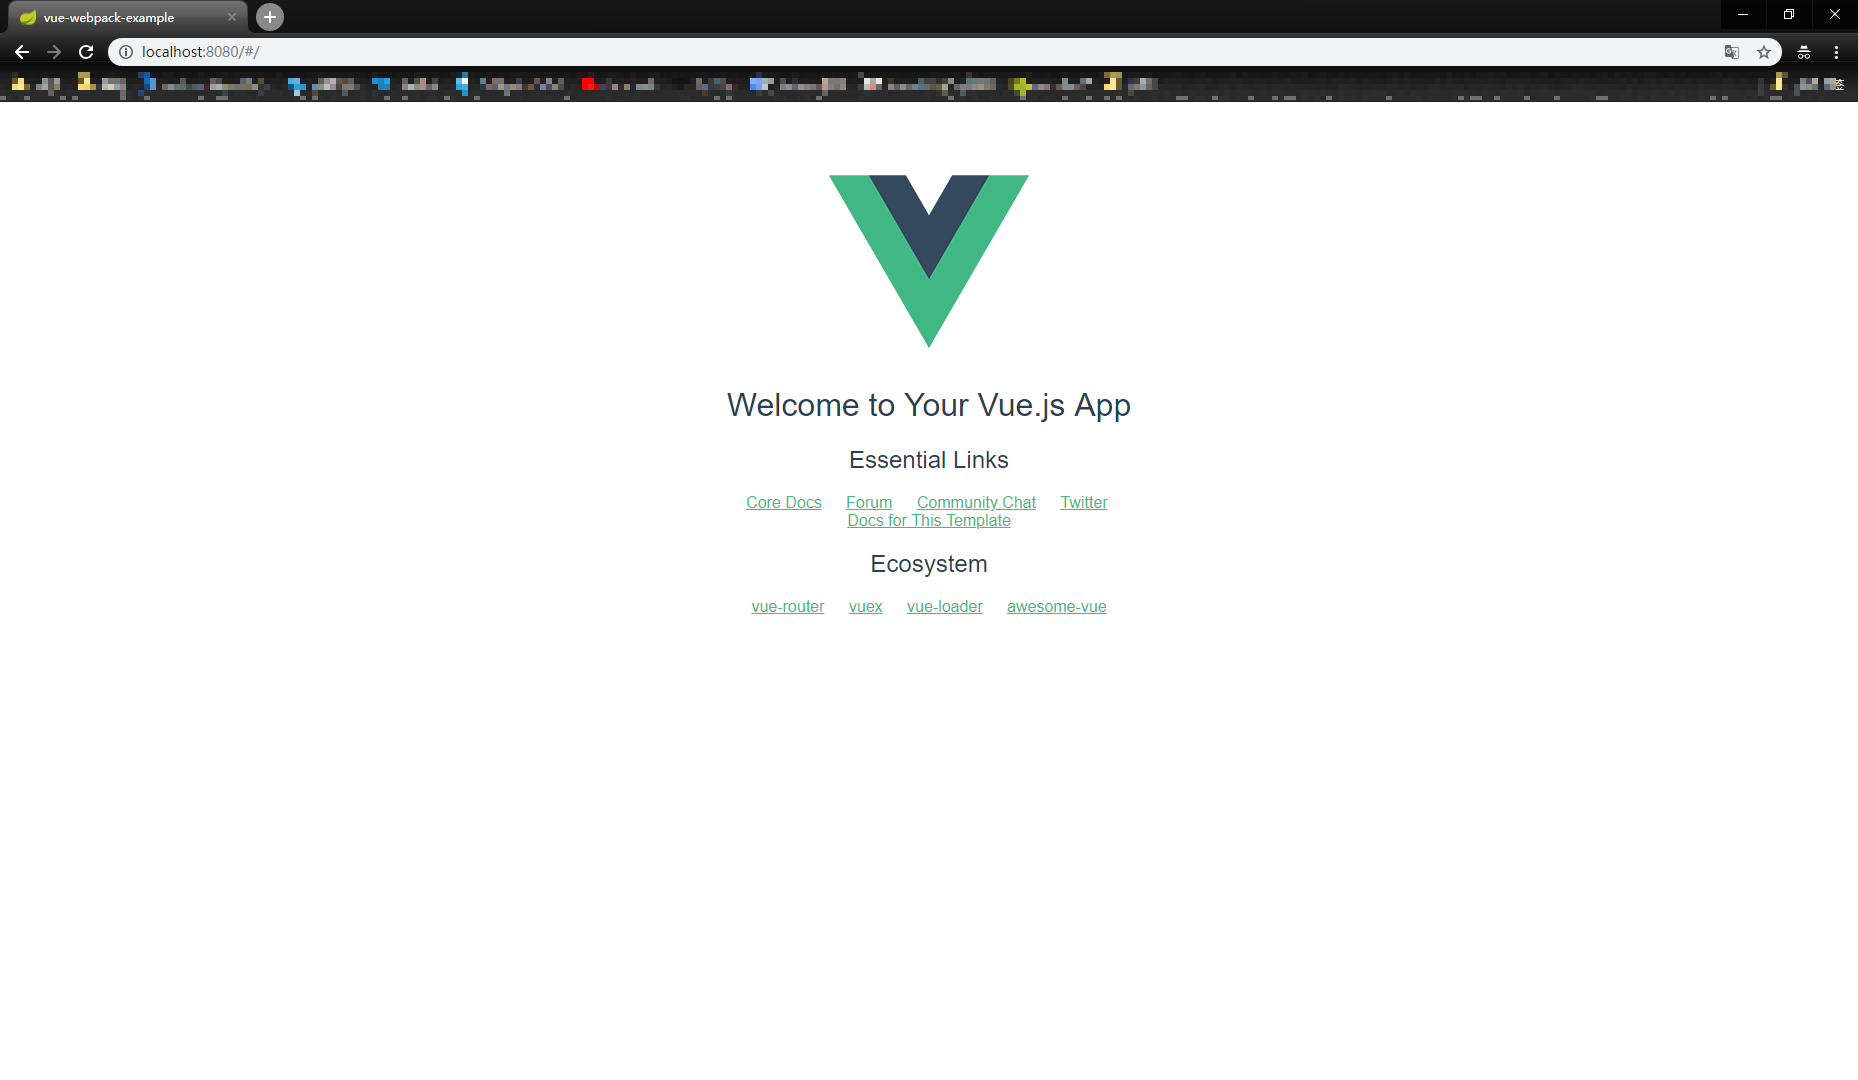 vue-webpack-example
localhost:8080/#/
签
Welcome to Your Vue.js App
Essential Links
Core Docs Forum Community Chat Twitter
Docs for This Template
Ecosystem
vue-router vuex vue-loader awesome-vue